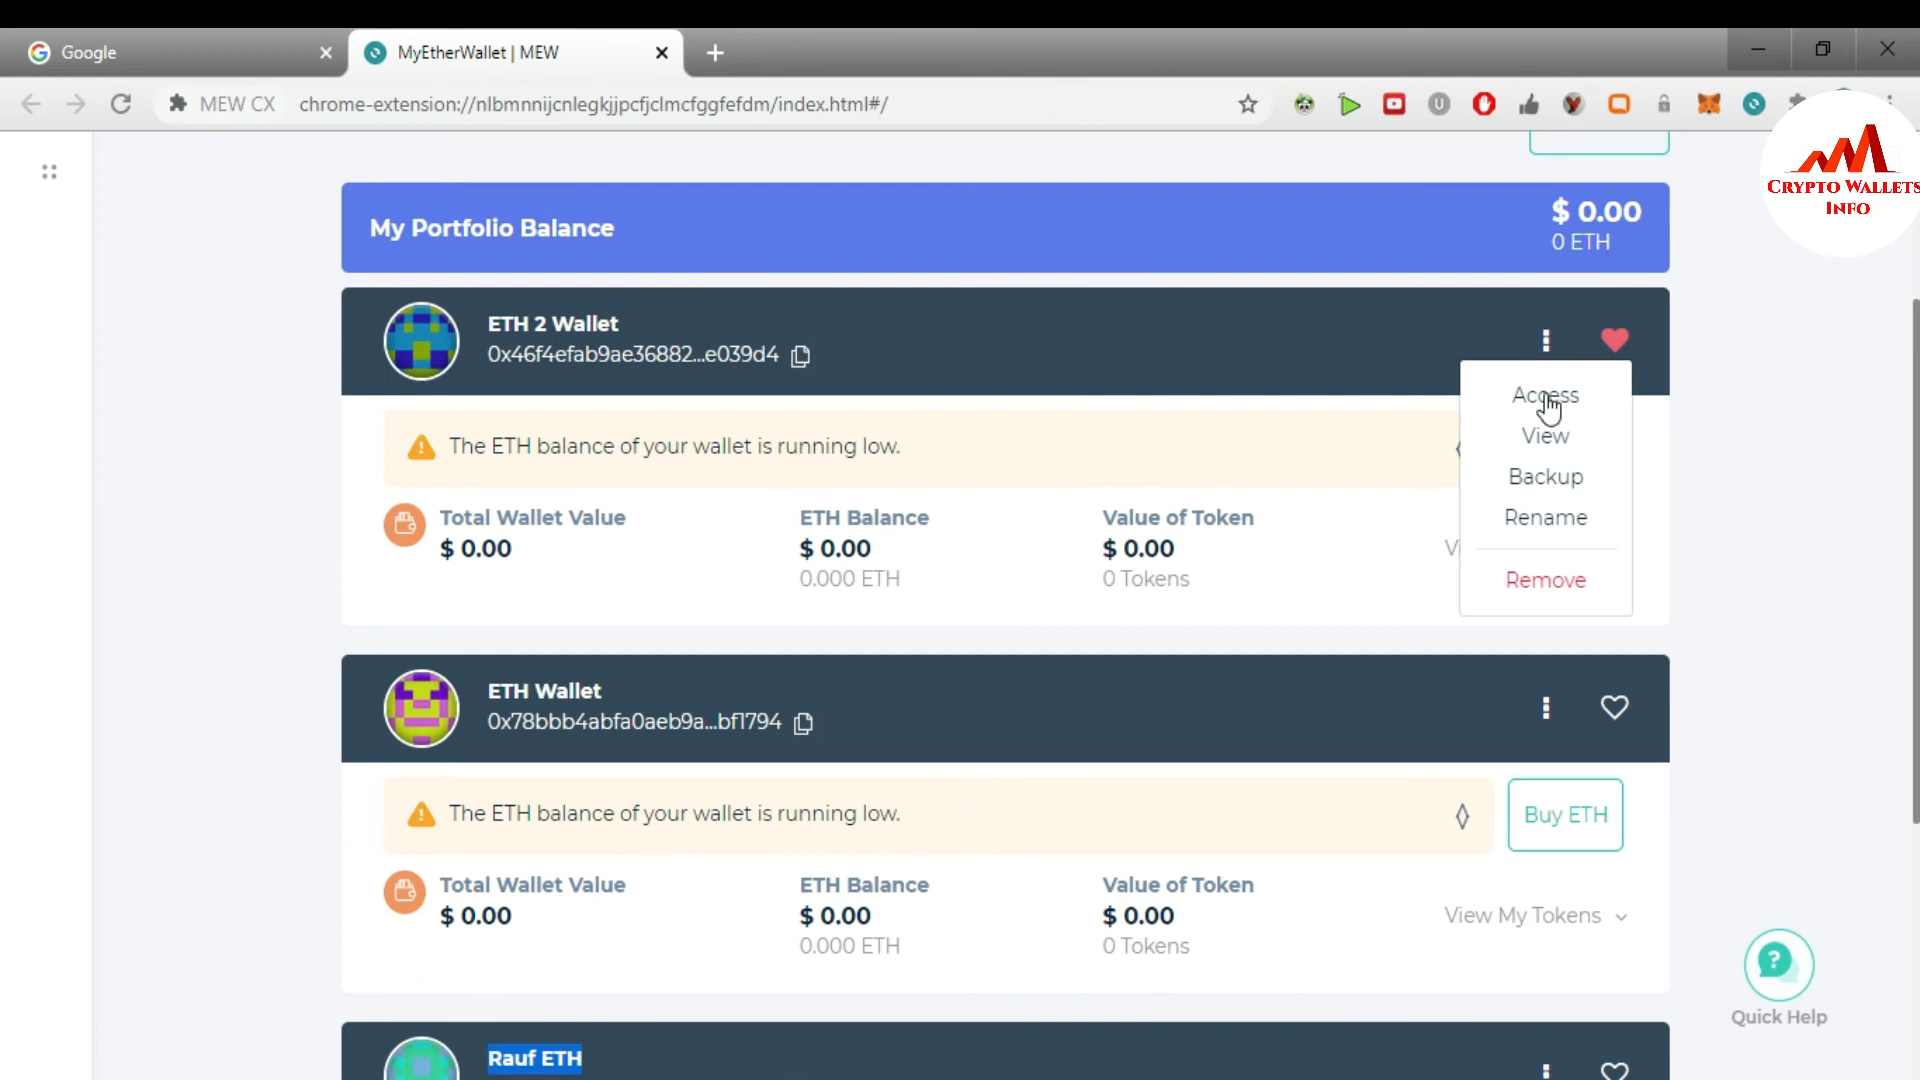 Google
MyEtherWallet | MEW
MEW CX
chrome-extension://nlbmnnijcnlegkjjpcfjclmcfggfefdm/index.html#/
CRYPTO WALLETS
INFO
My Portfolio Balance
$ 0.00
0 ETH
ETH 2 Wallet
0x46f4efab9ae36882...e039d4
Access
View
Backup
Rename
Remove
The ETH balance of your wallet is running low.
Total Wallet Value
$ 0.00
ETH Balance
$ 0.00
0.000 ETH
Value of Token
$ 0.00
0 Tokens
ETH Wallet
0x78bbb4abfa0aeb9a...bf1794
The ETH balance of your wallet is running low.
Buy ETH
Total Wallet Value
$ 0.00
ETH Balance
$ 0.00
0.000 ETH
Value of Token
$ 0.00
0 Tokens
View My Tokens
Quick Help
Rauf ETH